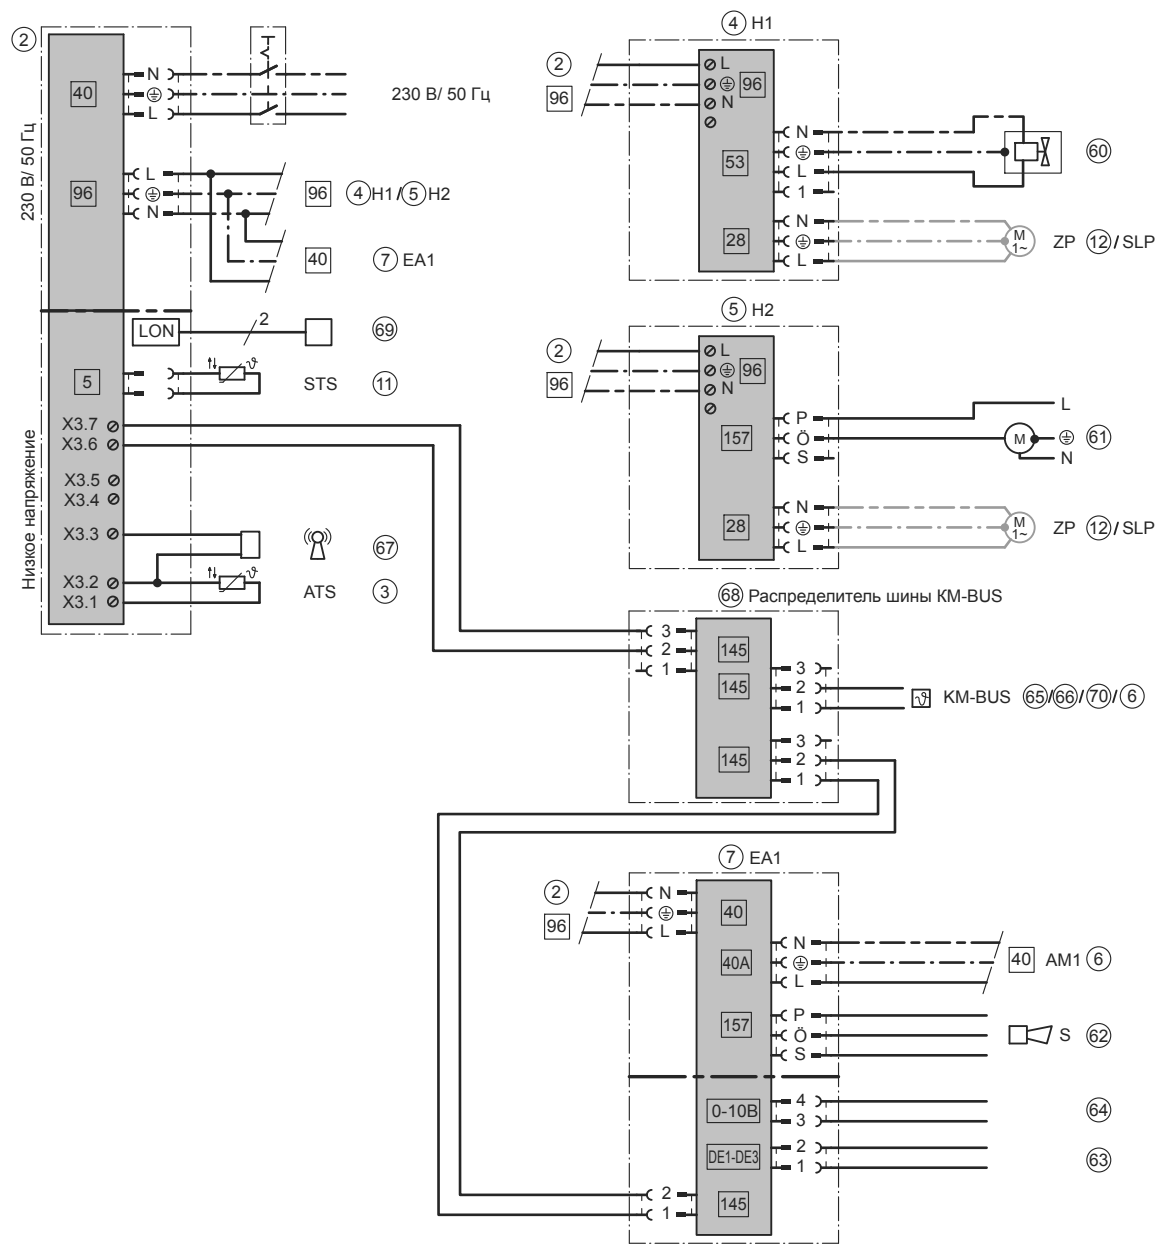 2
230 В/ 50 Гц
40
N
L
230 В/ 50 Гц
96
L
N
96 4 H1/5 H2
40 7 EA1
LON
2
69
5
ϑ
STS 11
Низкое напряжение
X3.7
X3.6
X3.5
X3.4
X3.3
67
X3.2
ϑ
ATS 3
X3.1
4 H1
2
96
L
N
96
53
N
L
1
60
28
N
L
M
1~
ZP 12/SLP
5 H2
2
96
L
N
96
157
P
Ö
S
L
M
N
61
28
N
L
M
1~
ZP 12/SLP
68 Распределитель шины KM-BUS
3
2
1
145
145
3
2
1
ϑ KM-BUS 65/66/70/6
145
3
2
1
7 EA1
2
96
N
L
40
40A
N
L
40 AM1 6
157
P
Ö
S
S 62
0-10В
4
3
64
DE1-DE3
2
1
63
2
1
145